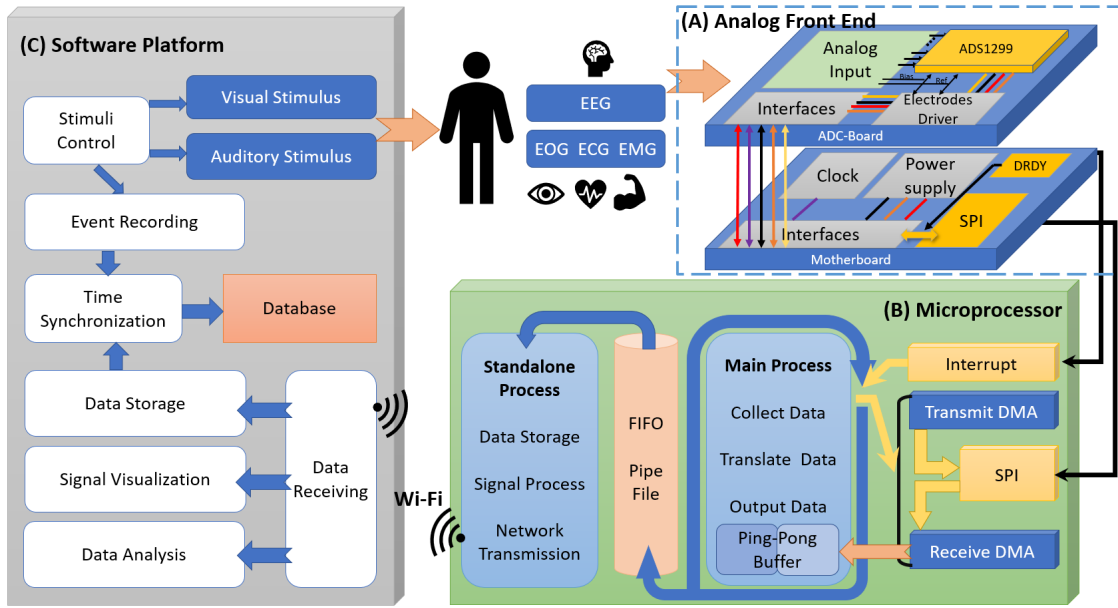 (C) Software Platform
Stimuli
Control
Visual Stimulus
Auditory Stimulus
Event Recording
Time
Synchronization
Database
Data Storage
Signal Visualization
Data Analysis
Data
Receiving
Wi-Fi
EEG
EOG ECG EMG
(A) Analog Front End
Analog
Input
ADS1299
Bias
Ref
Interfaces
Electrodes
Driver
ADC-Board
Clock
Power
supply
DRDY
SPI
Interfaces
Motherboard
(B) Microprocessor
Standalone
Process
Data Storage
Signal Process
Network
Transmission
FIFO
Pipe
File
Main Process
Collect Data
Translate Data
Output Data
Ping-Pong
Buffer
Interrupt
Transmit DMA
SPI
Receive DMA